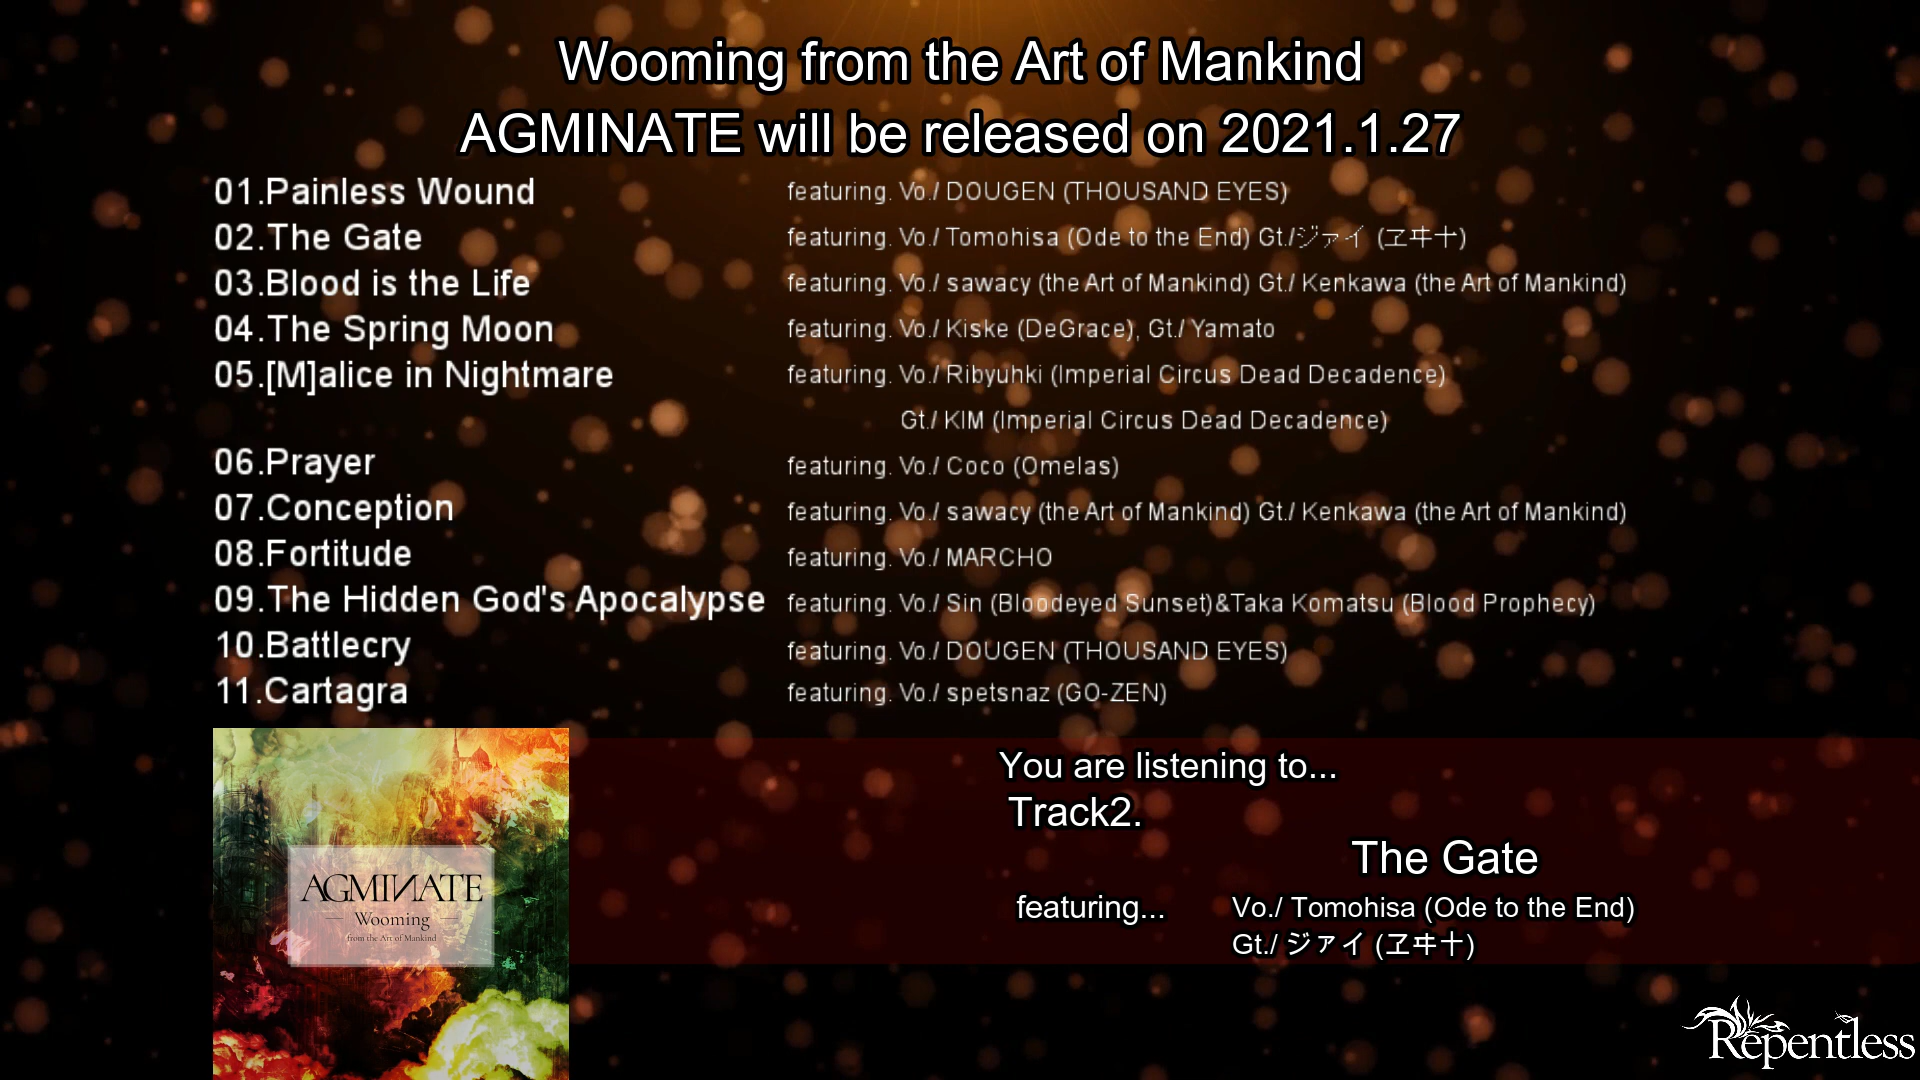 Wooming from the Art of Mankind
AGMINATE will be released on 2021.1.27
01.Painless Wound featuring. Vo./ DOUGEN (THOUSAND EYES)
02.The Gate featuring. Vo./ Tomohisa (Ode to the End) Gt./ジァイ (ヱヰ十)
03.Blood is the Life featuring. Vo./ sawacy (the Art of Mankind) Gt./ Kenkawa (the Art of Mankind)
04.The Spring Moon featuring. Vo./ Kiske (DeGrace), Gt./ Yamato
05.[M]alice in Nightmare featuring. Vo./ Ribyuhki (Imperial Circus Dead Decadence)
Gt./ KIM (Imperial Circus Dead Decadence)
06.Prayer featuring. Vo./ Coco (Omelas)
07.Conception featuring. Vo./ sawacy (the Art of Mankind) Gt./ Kenkawa (the Art of Mankind)
08.Fortitude featuring. Vo./ MARCHO
09.The Hidden God's Apocalypse featuring. Vo./ Sin (Bloodeyed Sunset)&Taka Komatsu (Blood Prophecy)
10.Battlecry featuring. Vo./ DOUGEN (THOUSAND EYES)
11.Cartagra featuring. Vo./ spetsnaz (GO-ZEN)
AGMINATE
Wooming
from the Art of Mankind
You are listening to...
Track2.
The Gate
featuring... Vo./ Tomohisa (Ode to the End)
Gt./ ジァイ (ヱヰ十)
Repentless